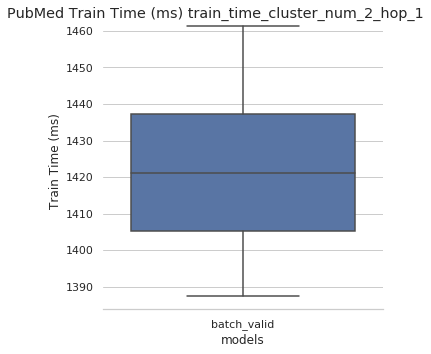 PubMed Train Time (ms) train_time_cluster_num_2_hop_1
1460
1450
1440
1430
1420
1410
1400
1390
Train Time (ms)
batch_valid
models